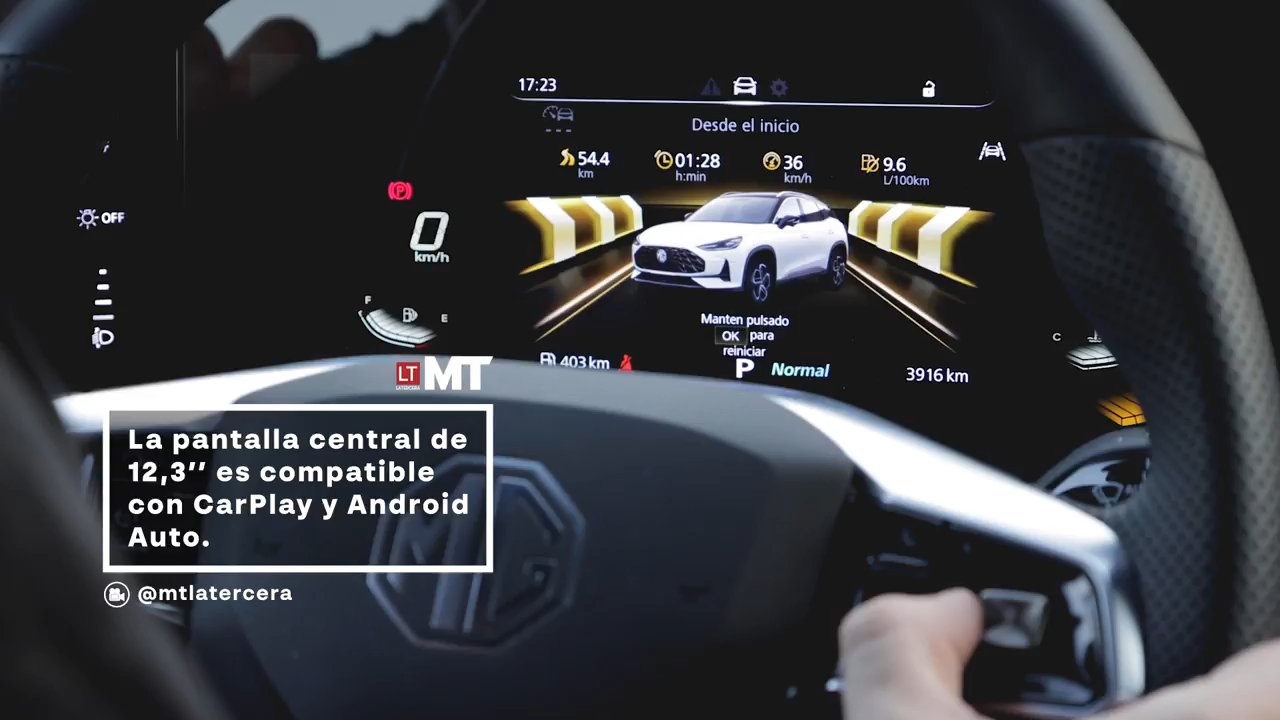 17:23
Desde el inicio
54.4
km
01:28
h:min
36
km/h
9.6
L/100km
OFF
P
0
km/h
F
E
Manten pulsado
OK para
reiniciar
403 km
P
Normal
3916 km
C
LT
LATERCERA
MT
La pantalla central de
12,3’’ es compatible
con CarPlay y Android
Auto.
@mtlatercera
MG